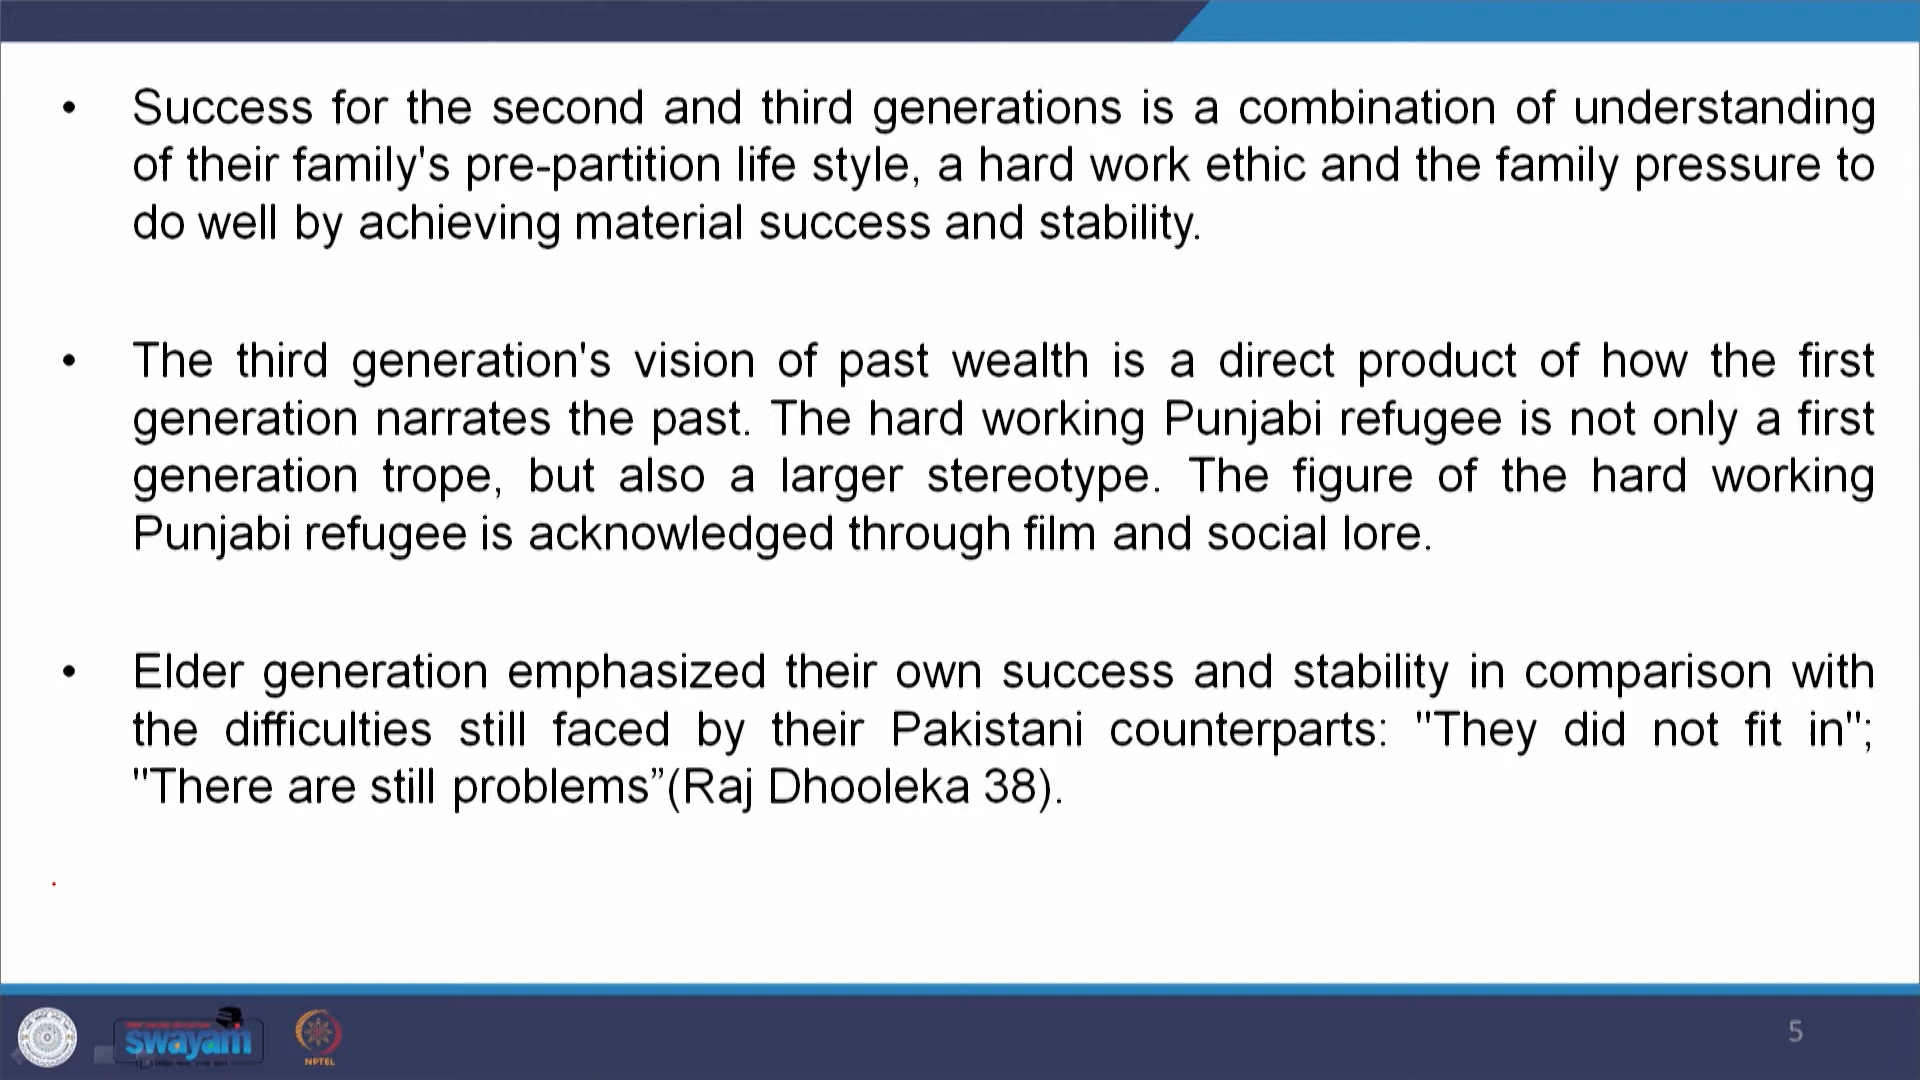 • Success for the second and third generations is a combination of understanding
of their family's pre-partition life style, a hard work ethic and the family pressure to
do well by achieving material success and stability.
• The third generation's vision of past wealth is a direct product of how the first
generation narrates the past. The hard working Punjabi refugee is not only a first
generation trope, but also a larger stereotype. The figure of the hard working
Punjabi refugee is acknowledged through film and social lore.
• Elder generation emphasized their own success and stability in comparison with
the difficulties still faced by their Pakistani counterparts: "They did not fit in";
"There are still problems”(Raj Dhooleka 38).
swayam
NPTEL
5